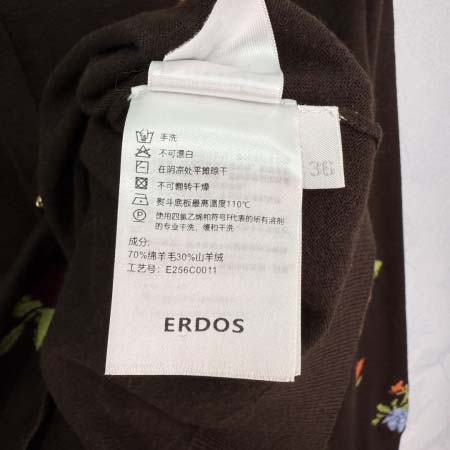 手洗
不可漂白
在阴凉处平摊晾干
不可翻转干燥
熨斗底板最高温度110℃
使用四氯乙烯和符号F代表的所有溶剂
的专业干洗，缓和干洗
成分:
70%绵羊毛30%山羊绒
工艺号: E256C0011
ERDOS
36